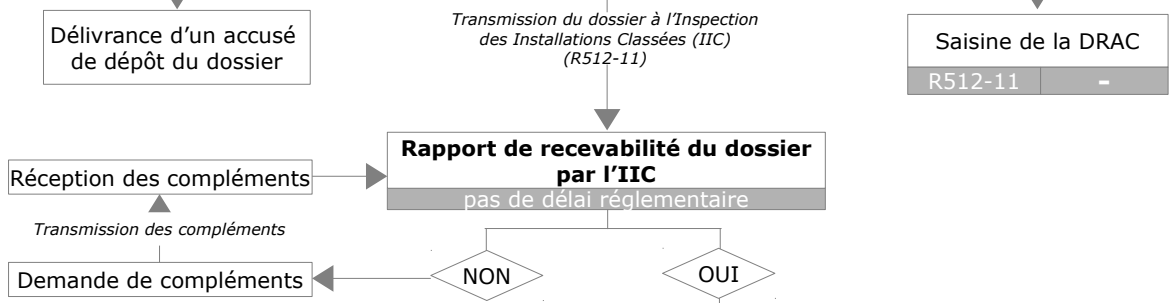 Délivrance d’un accusé
de dépôt du dossier
Transmission du dossier à l’Inspection
des Installations Classées (IIC)
(R512-11)
Saisine de la DRAC
R512-11 -
Rapport de recevabilité du dossier
par l’IIC
pas de délai réglementaire
Réception des compléments
Transmission des compléments
Demande de compléments
NON
OUI